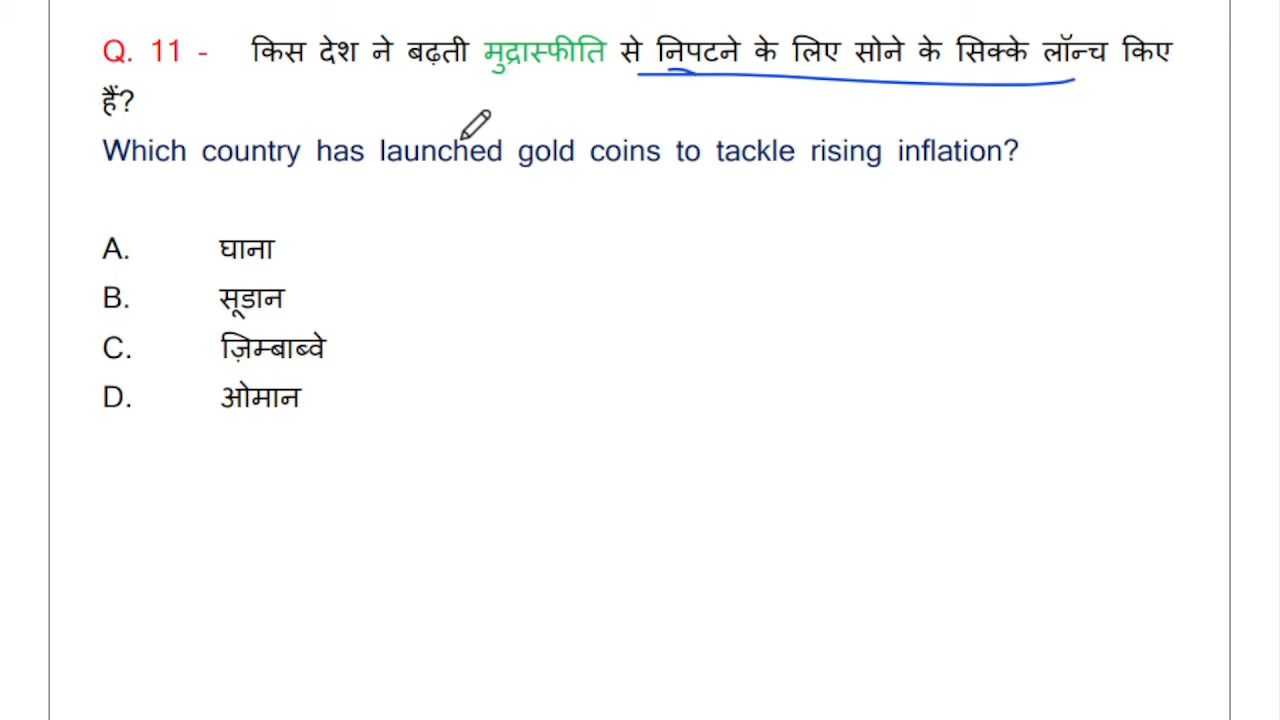 Q. 11 - किस देश ने बढ़ती मुद्रास्फीति से निपटने के लिए सोने के सिक्के लॉन्च किए
हैं?
Which country has launched gold coins to tackle rising inflation?
A. घाना
B. सूडान
C. ज़िम्बाब्वे
D. ओमान